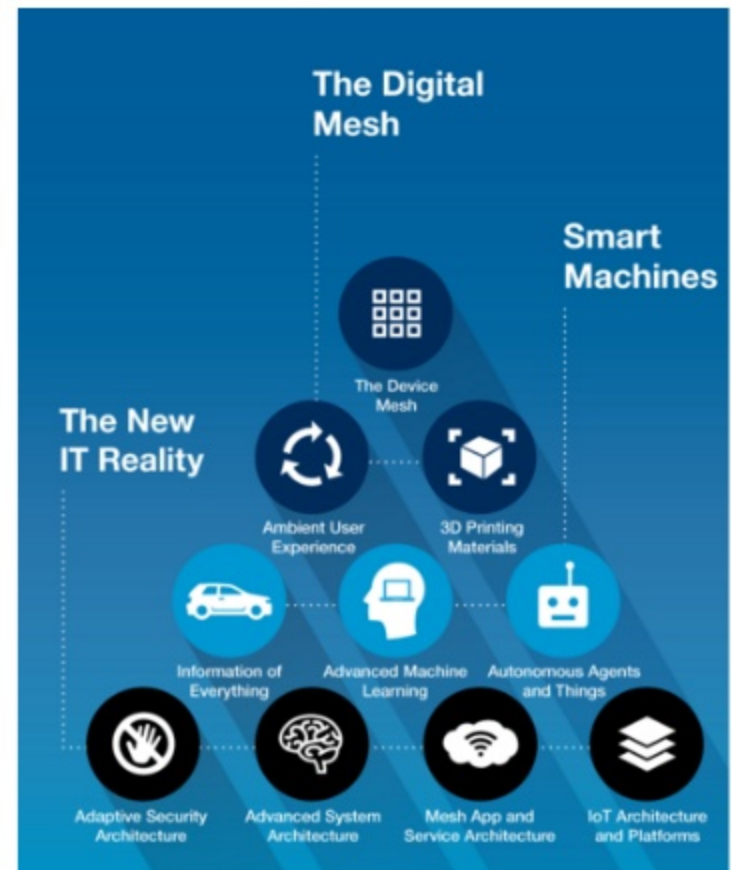 The Digital
Mesh
Smart
Machines
The Device
Mesh
The New
IT Reality
Ambient User
Experience
3D Printing
Materials
Information of
Everything
Advanced Machine
Learning
Autonomous Agents
and Things
Adaptive Security
Architecture
Advanced System
Architecture
Mesh App and
Service Architecture
IoT Architecture
and Platforms